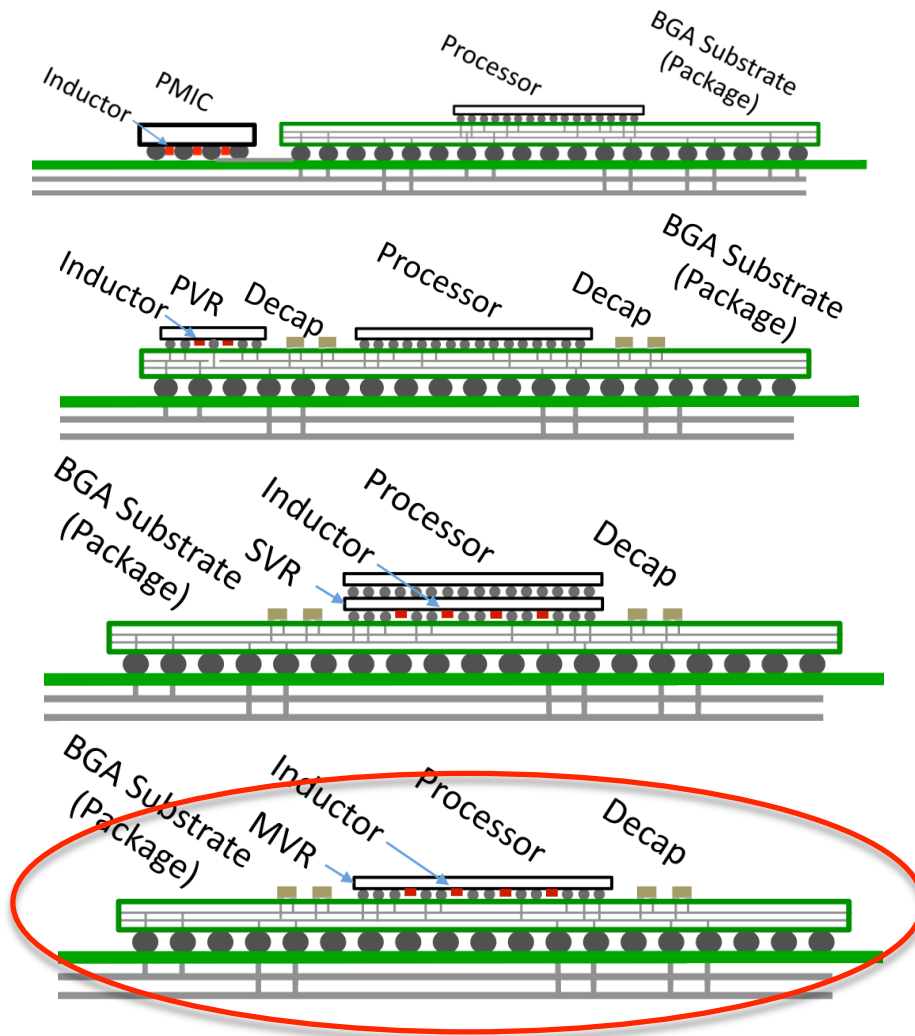 Inductor
PMIC
Processor
BGA Substrate
(Package)
Inductor
PVR
Decap
Processor
Decap
BGA Substrate
(Package)
BGA Substrate
(Package)
SVR
Inductor
Processor
Decap
BGA Substrate
(Package)
MVR
Inductor
Processor
Decap